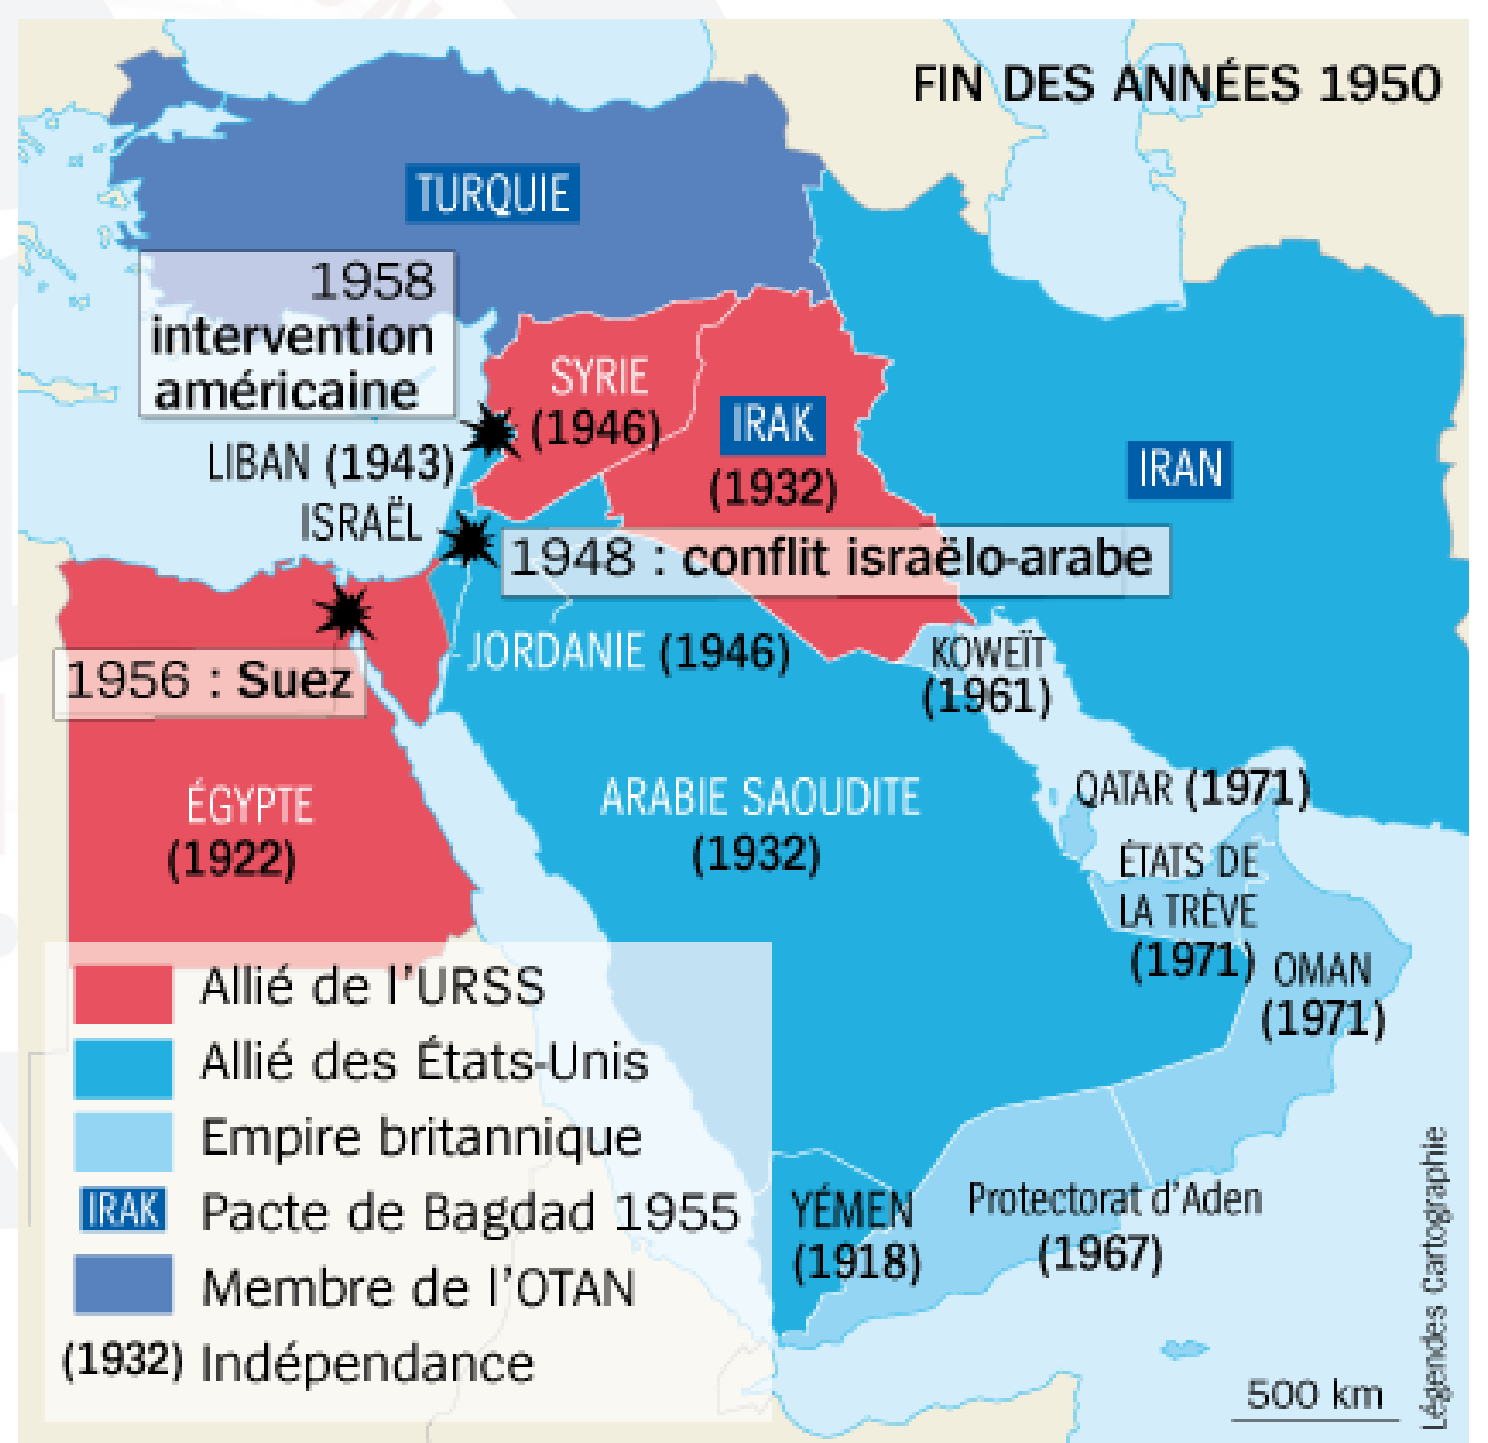 FIN DES ANNÉES 1950
TURQUIE
1958
intervention
américaine
SYRIE
(1946)
IRAK
(1932)
IRAN
LIBAN (1943)
ISRAËL
1948 : conflit israëlo-arabe
JORDANIE (1946)
KOWEÏT
(1961)
1956 : Suez
ÉGYPTE
(1922)
ARABIE SAOUDITE
(1932)
QATAR (1971)
ÉTATS DE
LA TRÈVE
(1971)
OMAN
(1971)
YÉMEN
(1918)
Protectorat d'Aden
(1967)
Allié de l'URSS
Allié des États-Unis
Empire britannique
IRAK Pacte de Bagdad 1955
Membre de l'OTAN
(1932) Indépendance
500 km
Légendes Cartographie